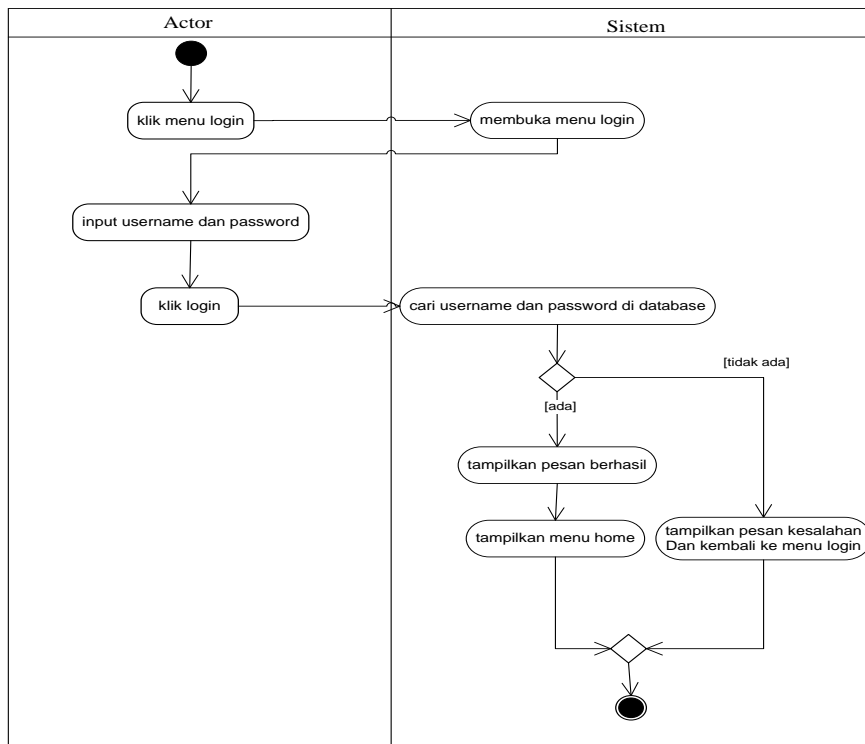 Actor
Sistem
klik menu login
membuka menu login
input username dan password
klik login
cari username dan password di database
[tidak ada]
[ada]
tampilkan pesan berhasil
tampilkan menu home
tampilkan pesan kesalahan
Dan kembali ke menu login